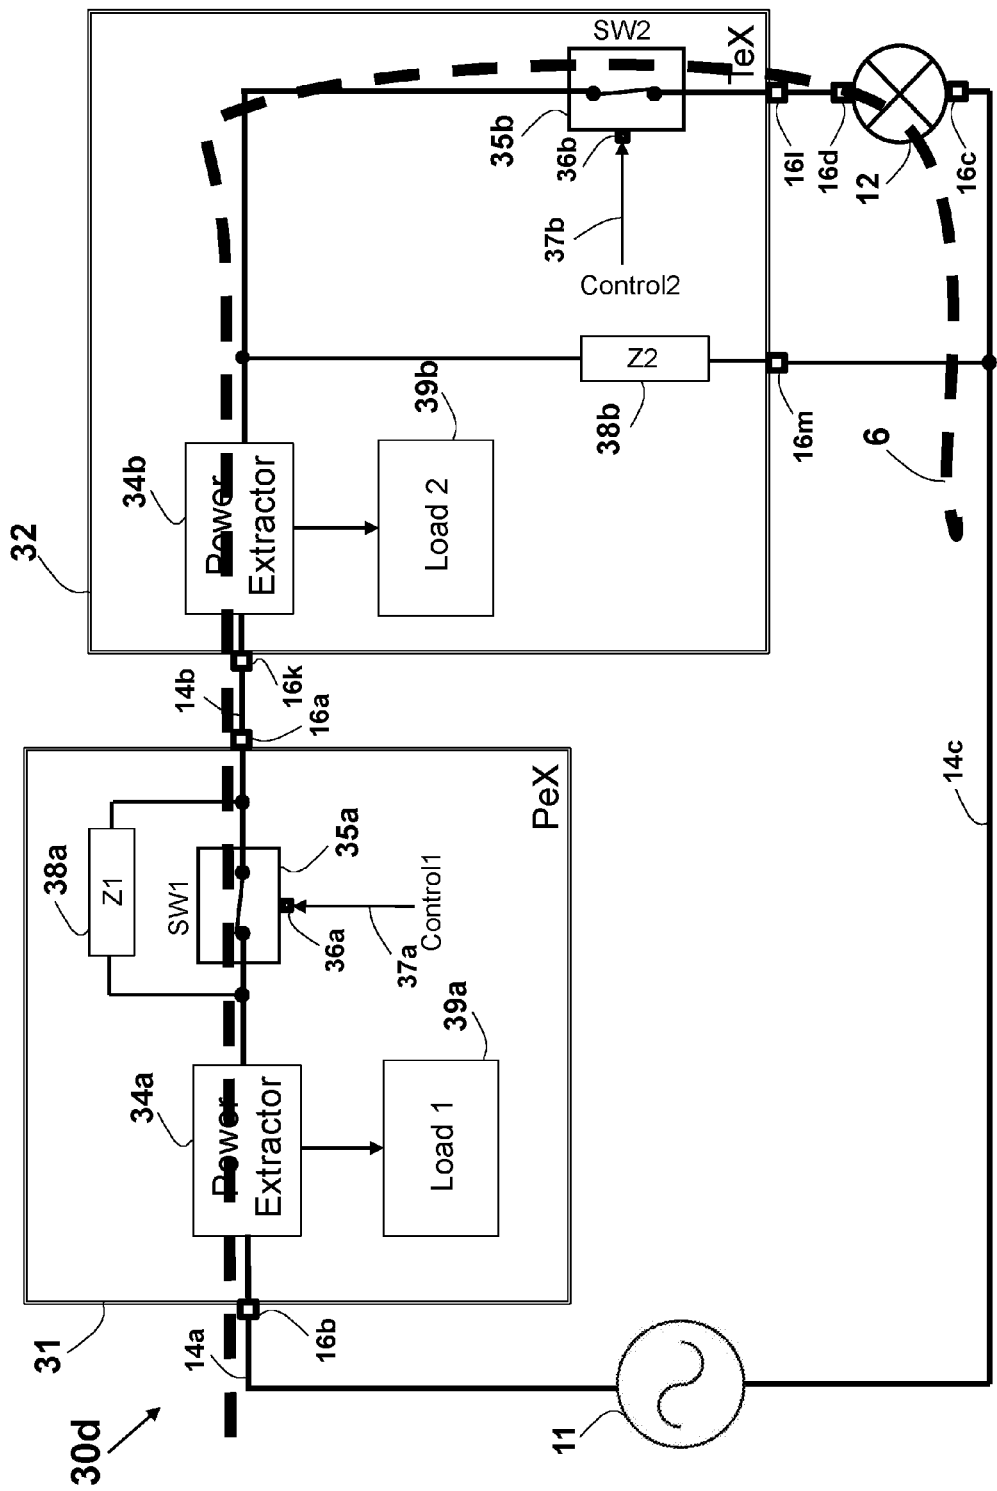 30d
31
14a
16b
34a
Power
Extractor
Load 1
39a
38a
Z1
SW1
35a
36a
37a
Control1
PeX
14b
16a
16k
32
34b
Power
Extractor
Load 2
39b
Z2
38b
16m
SW2
35b
36b
37b
Control2
TeX
16l
16d
12
16c
6
14c
11